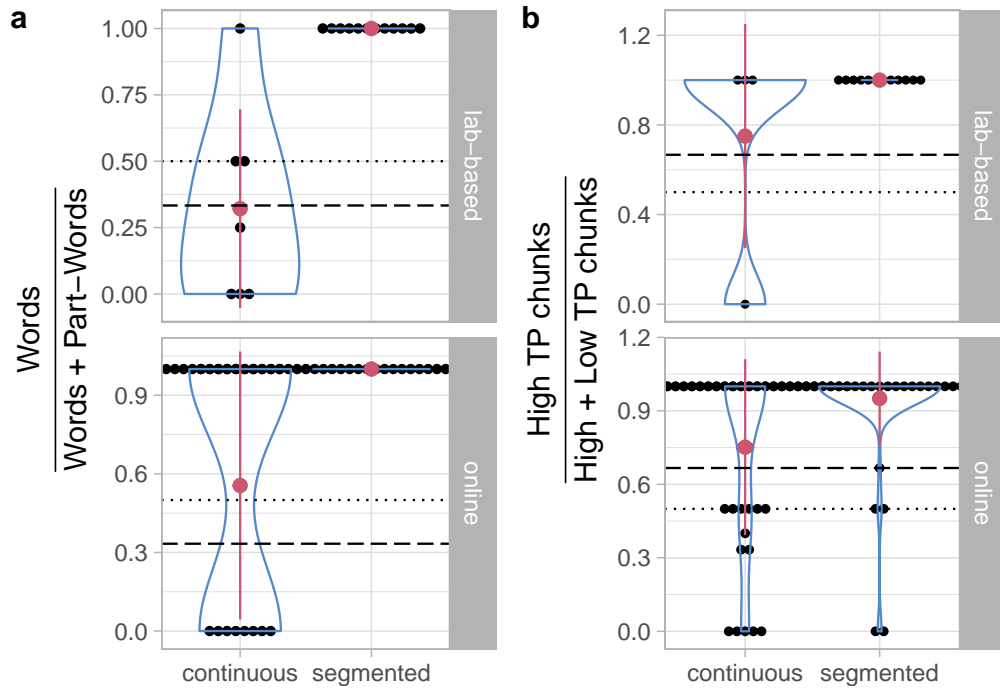 a
Words
Words + Part−Words
1.00
0.75
0.50
0.25
0.00
lab−based
0.9
0.6
0.3
0.0
online
continuous
segmented
b
High TP chunks
High + Low TP chunks
1.2
0.8
0.4
0.0
lab−based
1.2
0.9
0.6
0.3
0.0
online
continuous
segmented